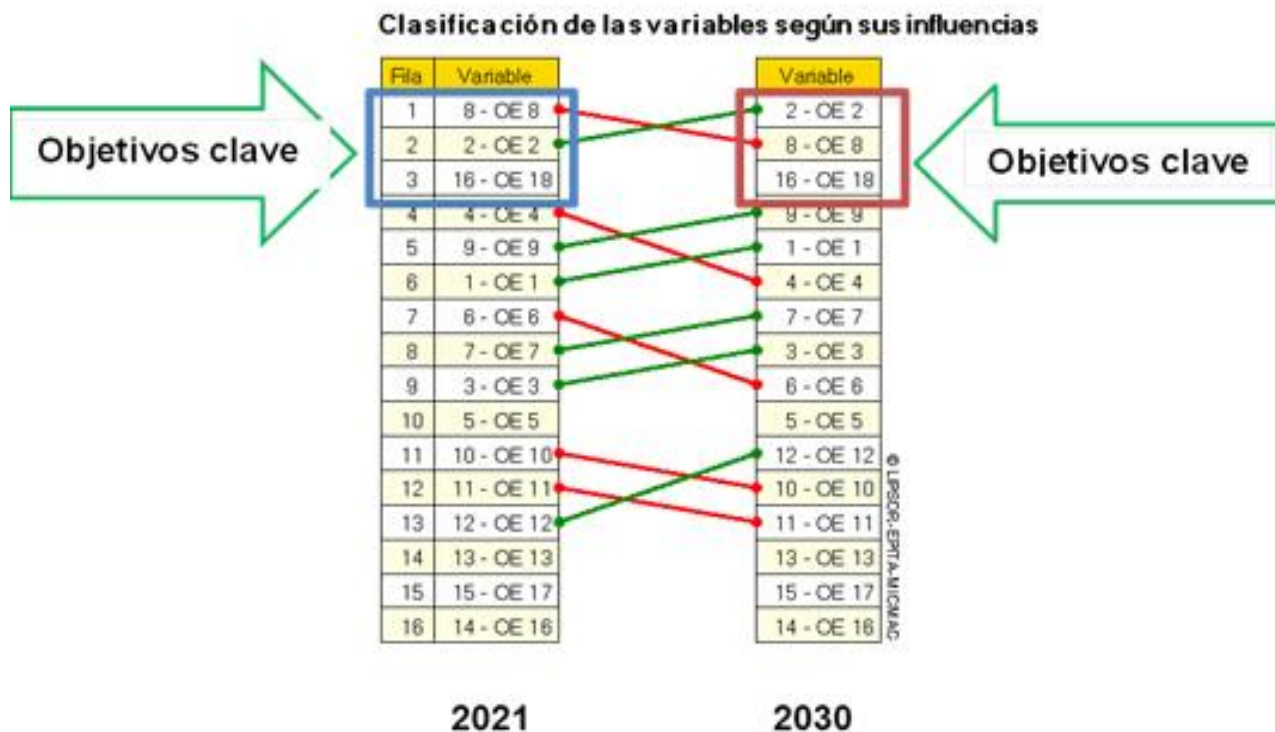 Clasificación de las variables según sus influencias
Fila Variable Variable
1 8 - OE 8 2 - OE 2
2 2 - OE 2 8 - OE 8
3 16 - OE 18 16 - OE 18
4 4 - OE 4 9 - OE 9
5 9 - OE 9 1 - OE 1
6 1 - OE 1 4 - OE 4
7 6 - OE 6 7 - OE 7
8 7 - OE 7 3 - OE 3
9 3 - OE 3 6 - OE 6
10 5 - OE 5 5 - OE 5
11 10 - OE 10 12 - OE 12
12 11 - OE 11 10 - OE 10
13 12 - OE 12 11 - OE 11
14 13 - OE 13 13 - OE 13
15 15 - OE 17 15 - OE 17
16 14 - OE 16 14 - OE 16
Objetivos clave
Objetivos clave
© LIPSOR-EPITA-MICMAC
2021 2030